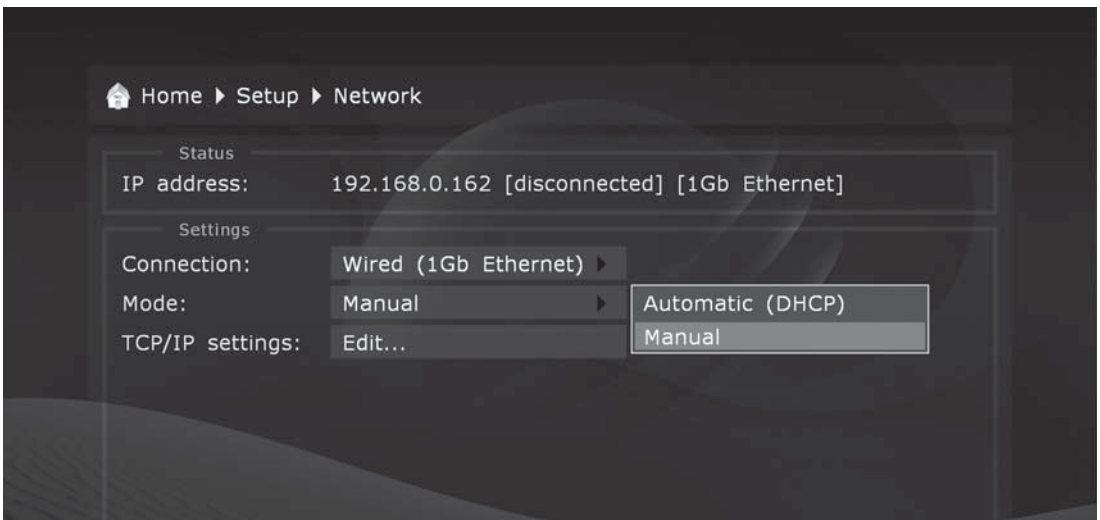 Home Setup Network
Status
IP address: 192.168.0.162 [disconnected] [1Gb Ethernet]
Settings
Connection: Wired (1Gb Ethernet)
Mode: Manual Automatic (DHCP)
TCP/IP settings: Edit... Manual